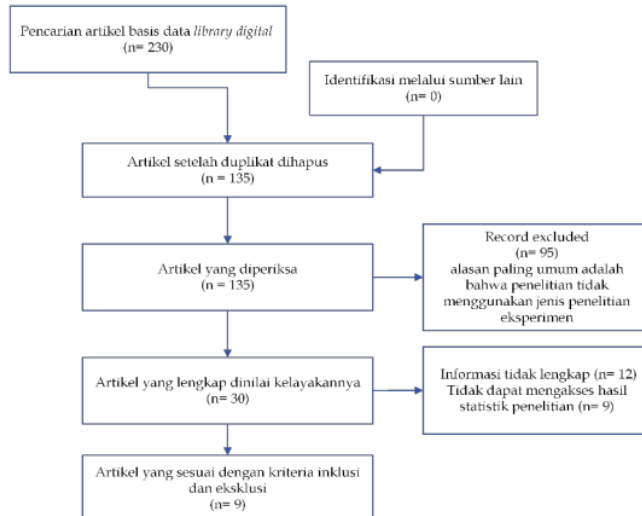 Pencarian artikel basis data library digital
(n= 230)
Identifikasi melalui sumber lain
(n= 0)
Artikel setelah duplikat dihapus
(n = 135)
Record excluded
(n= 95)
alasan paling umum adalah
bahwa penelitian tidak
menggunakan jenis penelitian
eksperimen
Artikel yang diperiksa
(n = 135)
Artikel yang lengkap dinilai kelayakannya
(n= 30)
Informasi tidak lengkap (n= 12)
Tidak dapat mengakses hasil
statistik penelitian (n= 9)
Artikel yang sesuai dengan kriteria inklusi
dan eksklusi
(n= 9)